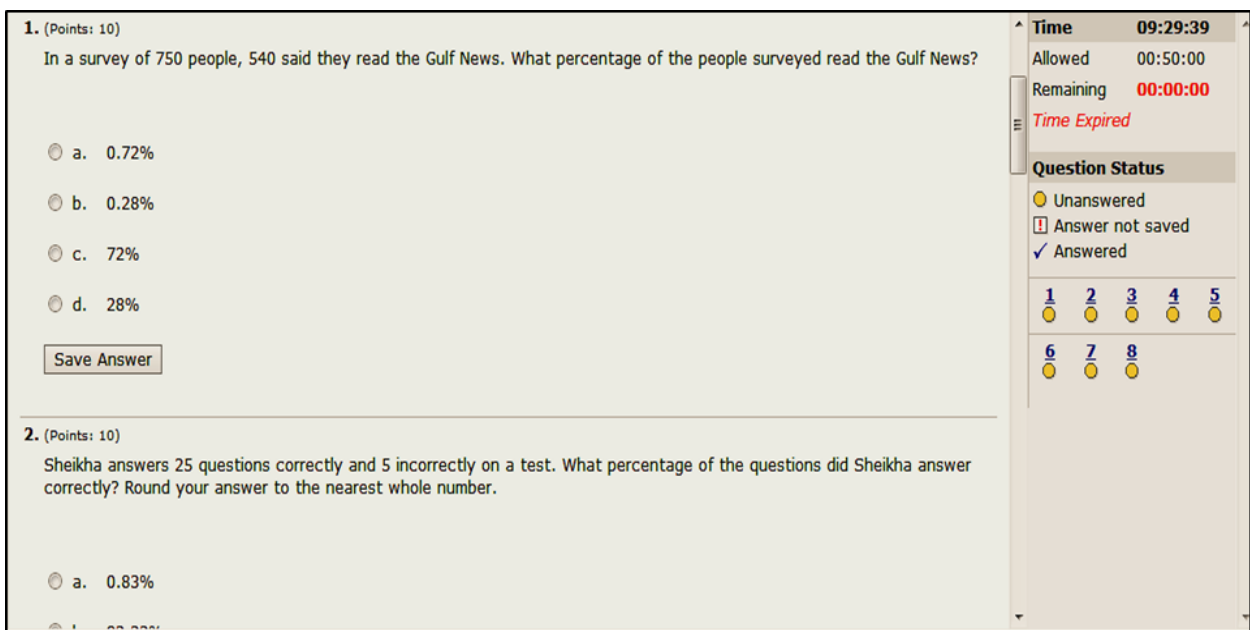 1. (Points: 10)
In a survey of 750 people, 540 said they read the Gulf News. What percentage of the people surveyed read the Gulf News?
a. 0.72%
b. 0.28%
c. 72%
d. 28%
Save Answer
2. (Points: 10)
Sheikha answers 25 questions correctly and 5 incorrectly on a test. What percentage of the questions did Sheikha answer
correctly? Round your answer to the nearest whole number.
a. 0.83%
Time 09:29:39
Allowed 00:50:00
Remaining 00:00:00
Time Expired
Question Status
Unanswered
! Answer not saved
✓ Answered
1 2 3 4 5
6 7 8